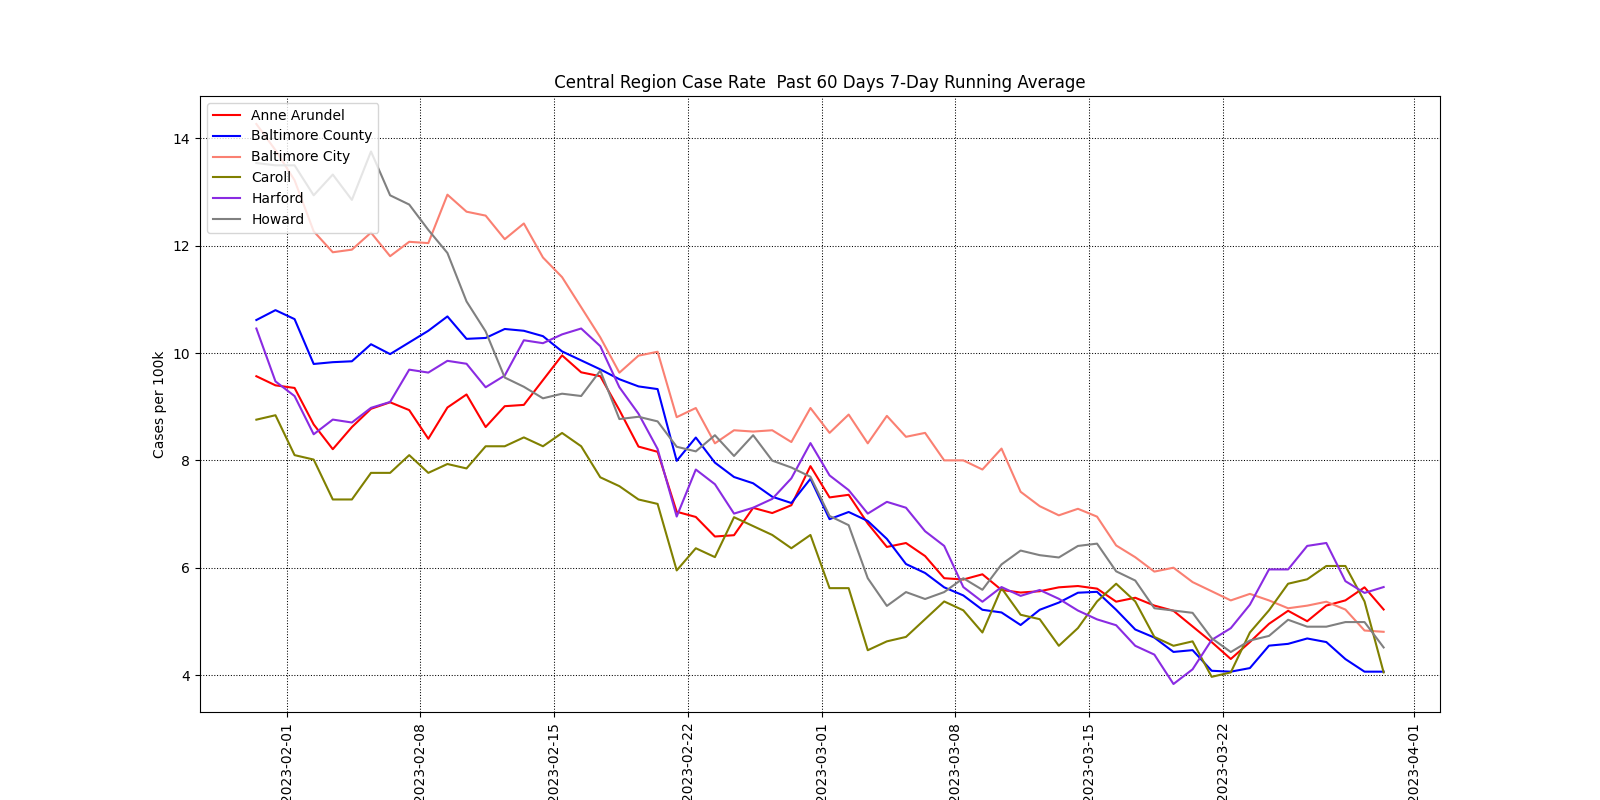 Central Region Case Rate  Past 60 Days 7-Day Running Average
Anne Arundel
Baltimore County
Baltimore City
Caroll
Harford
Howard
Cases per 100k
14
12
10
8
6
4
2023-02-01
2023-02-08
2023-02-15
2023-02-22
2023-03-01
2023-03-08
2023-03-15
2023-03-22
2023-04-01